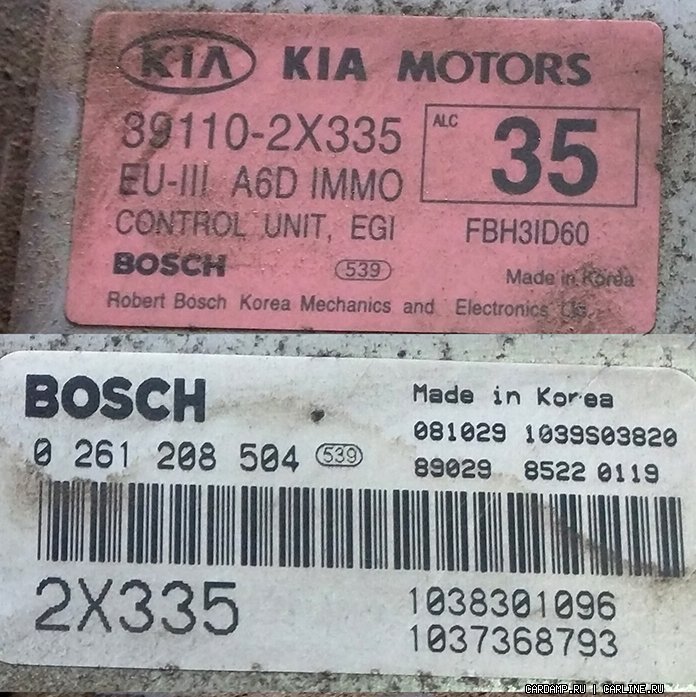 KIA KIA MOTORS
39110-2X335 ALC 35
EU-III A6D IMMO
CONTROL UNIT, EGI FBH3ID60
BOSCH 539 Made in Korea
Robert Bosch Korea Mechanics and Electronics Ltd.
BOSCH Made in Korea
081029 1039S03820
0 261 208 504 539 89029 8522 0119
2X335 1038301096
1037368793
CARDAMP.RU | CARLINE.RU